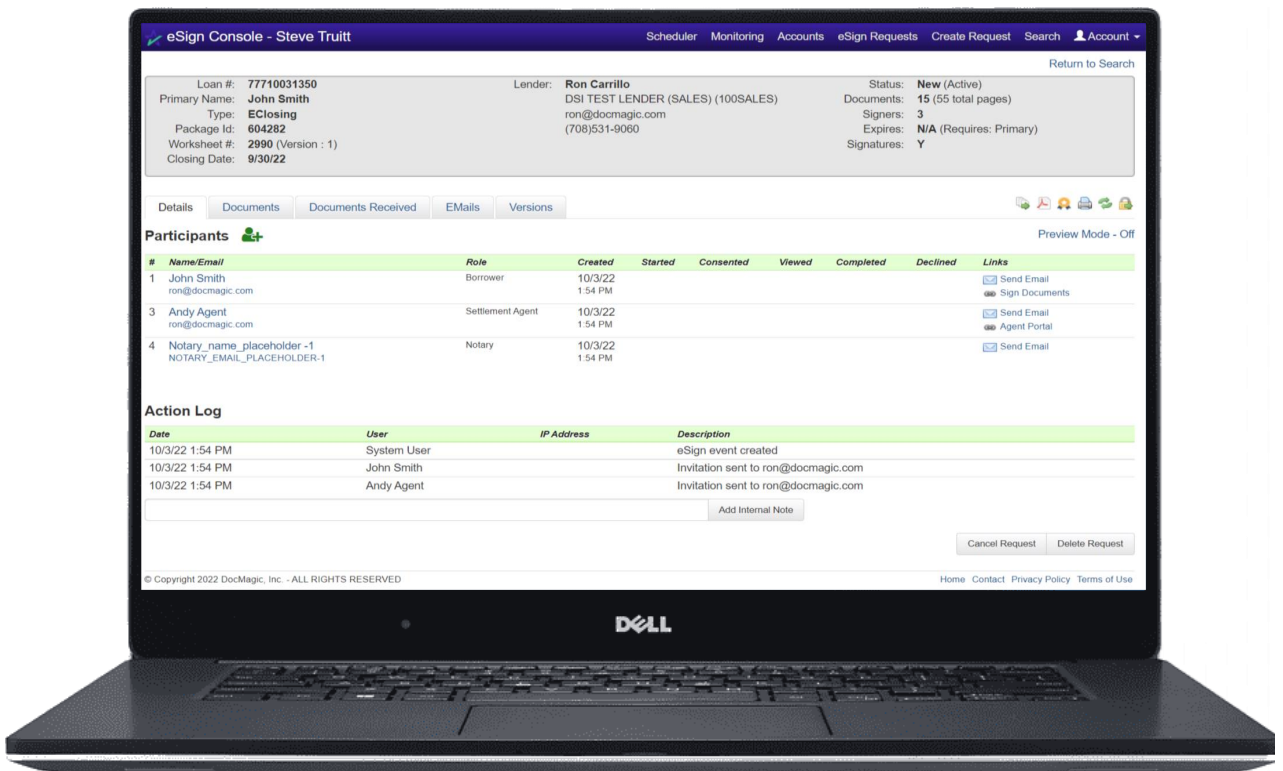 eSign Console - Steve Truitt Scheduler Monitoring Accounts eSign Requests Create Request Search Account
Return to Search
Loan #: 77710031350 Lender: Ron Carrillo Status: New (Active)
Primary Name: John Smith DSI TEST LENDER (SALES) (100SALES) Documents: 15 (55 total pages)
Type: EClosing ron@docmagic.com Signers: 3
Package Id: 604282 (708)531-9060 Expires: N/A (Requires: Primary)
Worksheet #: 2990 (Version : 1) Signatures: Y
Closing Date: 9/30/22
Details Documents Documents Received EMails Versions
Participants Preview Mode - Off
# Name/Email Role Created Started Consented Viewed Completed Declined Links
1 John Smith Borrower 10/3/22 Send Email
ron@docmagic.com 1:54 PM Sign Documents
3 Andy Agent Settlement Agent 10/3/22 Send Email
ron@docmagic.com 1:54 PM Agent Portal
4 Notary_name_placeholder -1 Notary 10/3/22 Send Email
NOTARY_EMAIL_PLACEHOLDER-1 1:54 PM
Action Log
Date User IP Address Description
10/3/22 1:54 PM System User eSign event created
10/3/22 1:54 PM John Smith Invitation sent to ron@docmagic.com
10/3/22 1:54 PM Andy Agent Invitation sent to ron@docmagic.com
Add Internal Note
Cancel Request Delete Request
© Copyright 2022 DocMagic, Inc. - ALL RIGHTS RESERVED Home Contact Privacy Policy Terms of Use
DELL